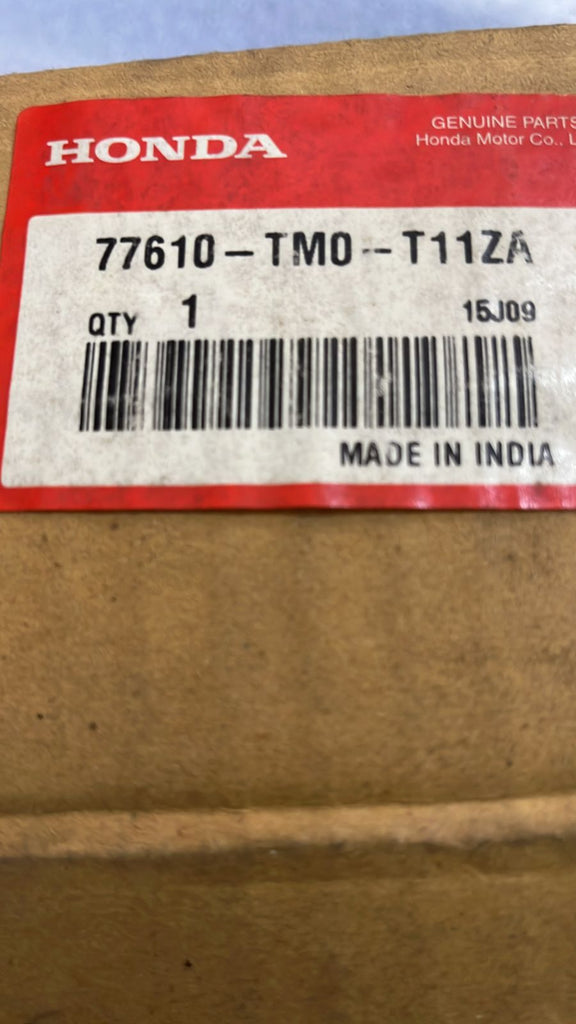 GENUINE PARTS
HONDA
Honda Motor Co.,
77610-TM0-T11ZA
QTY 1
15J09
MADE IN INDIA